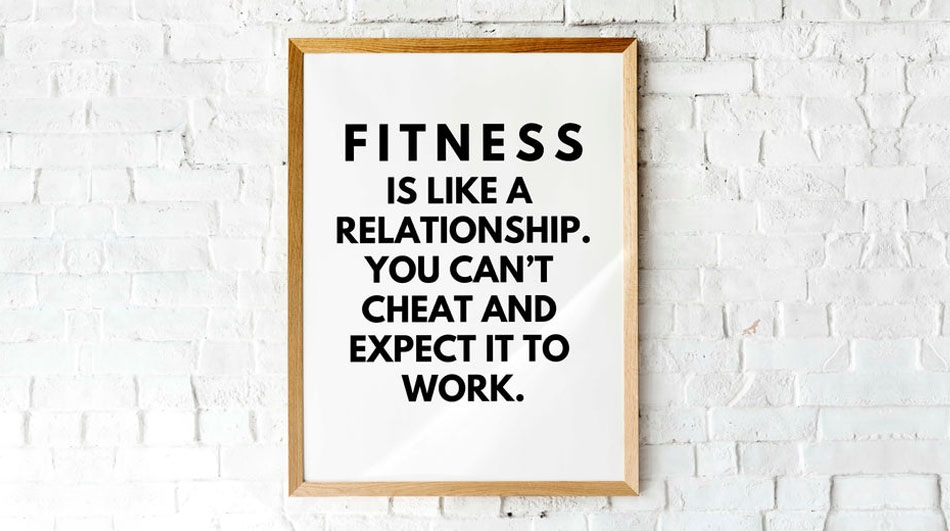 FITNESS
IS LIKE A
RELATIONSHIP.
YOU CAN’T
CHEAT AND
EXPECT IT TO
WORK.